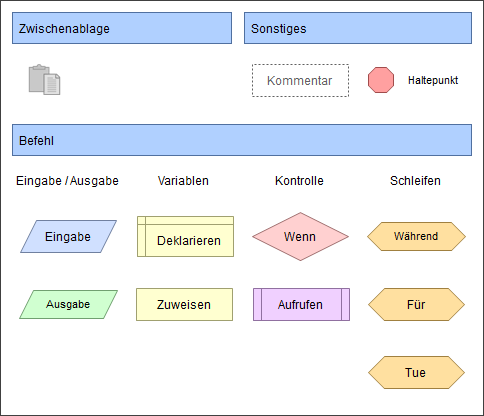 Zwischenablage
Sonstiges
Kommentar
Haltepunkt
Befehl
Eingabe / Ausgabe
Variablen
Kontrolle
Schleifen
Eingabe
Deklarieren
Wenn
Während
Ausgabe
Zuweisen
Aufrufen
Für
Tue